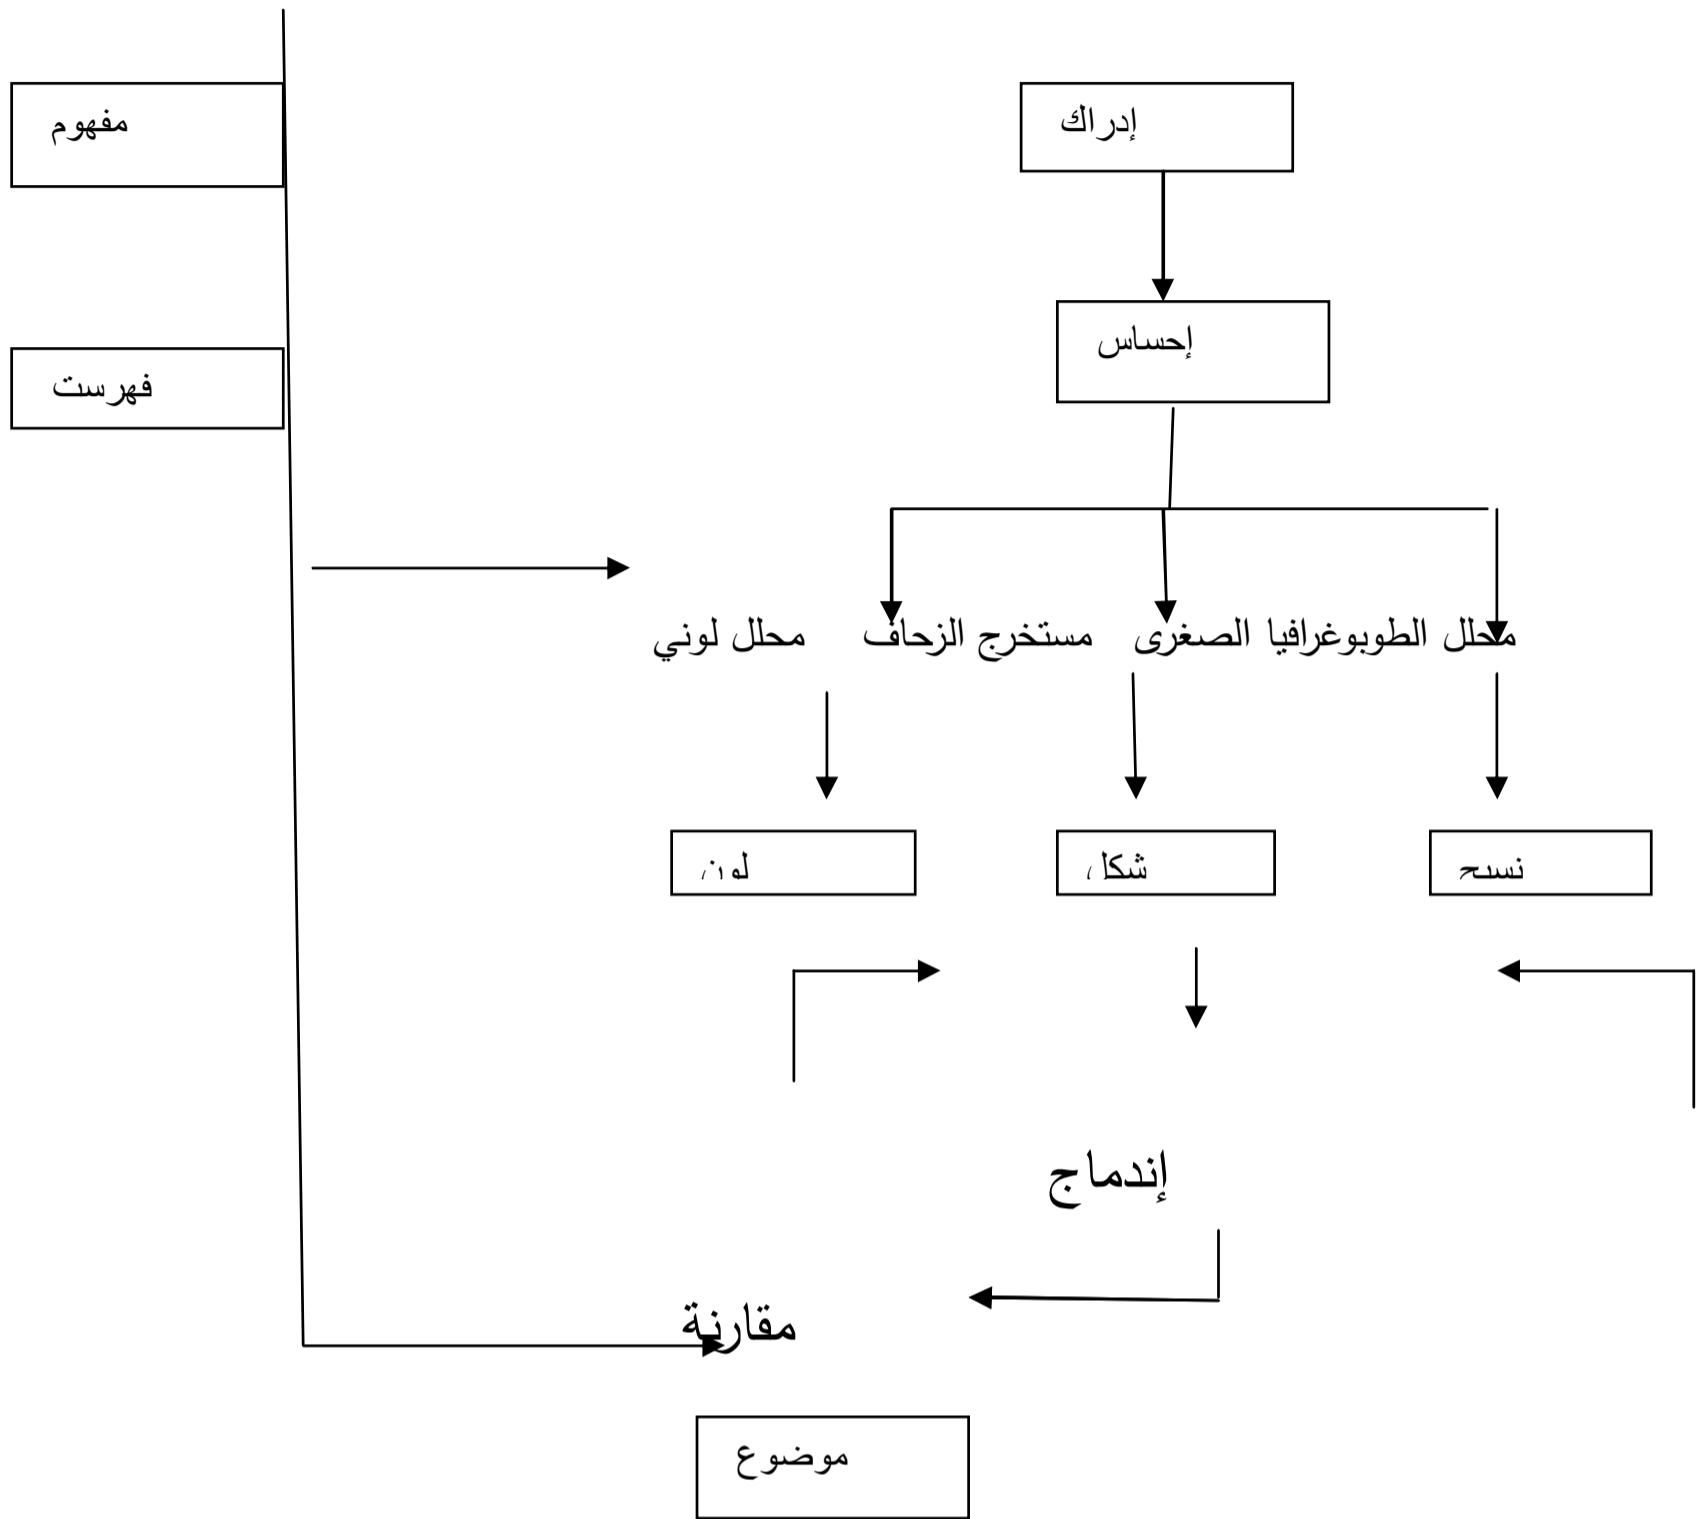 إدراك
مفهوم
إحساس
فهرست
محلل الطوبوغرافيا الصغرى مستخرج الزحاف محلل لوني
نسيج شكل لون
إندماج
مقارنة
موضوع